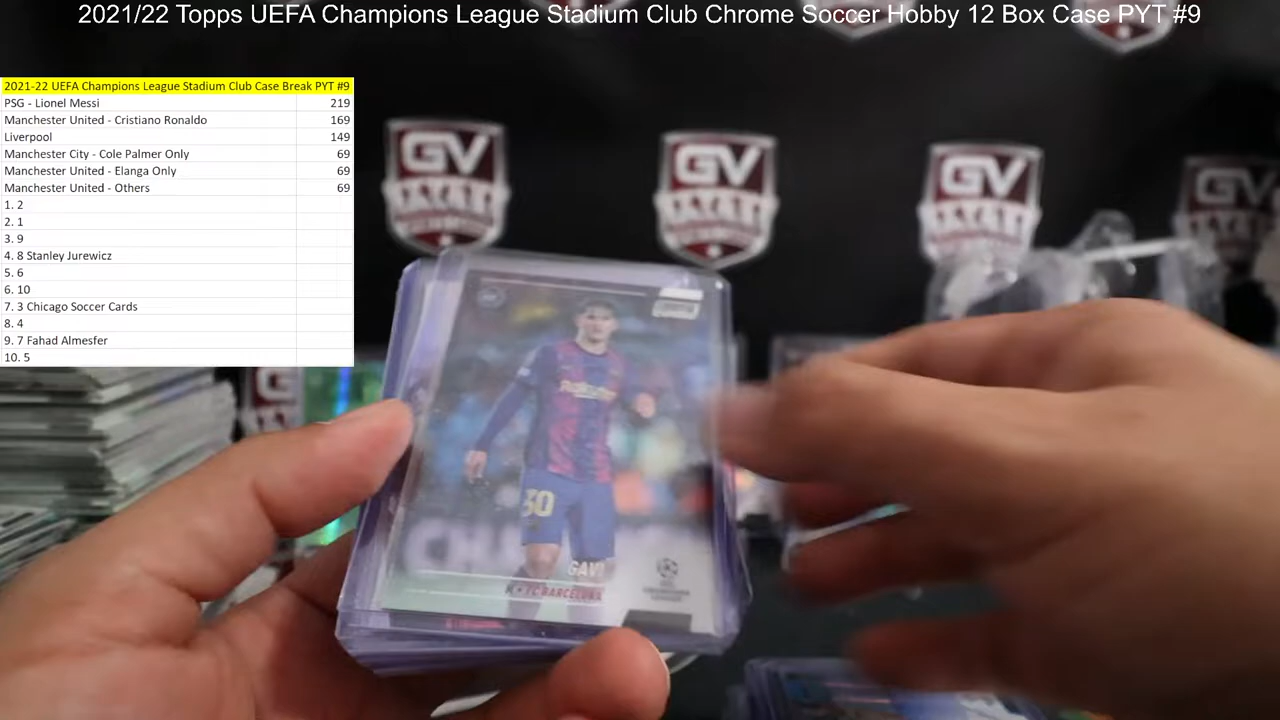 2021/22 Topps UEFA Champions League Stadium Club Chrome Soccer Hobby 12 Box Case PYT #9
2021-22 UEFA Champions League Stadium Club Case Break PYT #9
PSG - Lionel Messi 219
Manchester United - Cristiano Ronaldo 169
Liverpool 149
Manchester City - Cole Palmer Only 69
Manchester United - Elanga Only 69
Manchester United - Others 69
1. 2
2. 1
3. 9
4. 8 Stanley Jurewicz
5. 6
6. 10
7. 3 Chicago Soccer Cards
8. 4
9. 7 Fahad Almesfer
10. 5
GV
GV
GV
GV
GV
30
GAVI
FC BARCELONA